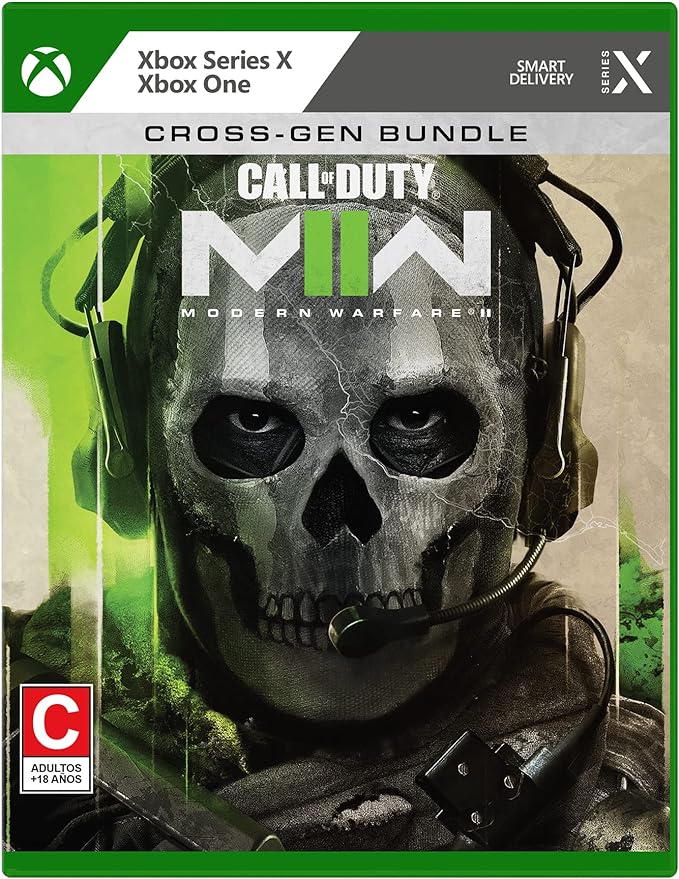 Xbox Series X
Xbox One
SMART
DELIVERY
SERIES
X
CROSS-GEN BUNDLE
CALL OF DUTY®
MIIW
MODERN WARFARE® II
C
ADULTOS
+18 AÑOS